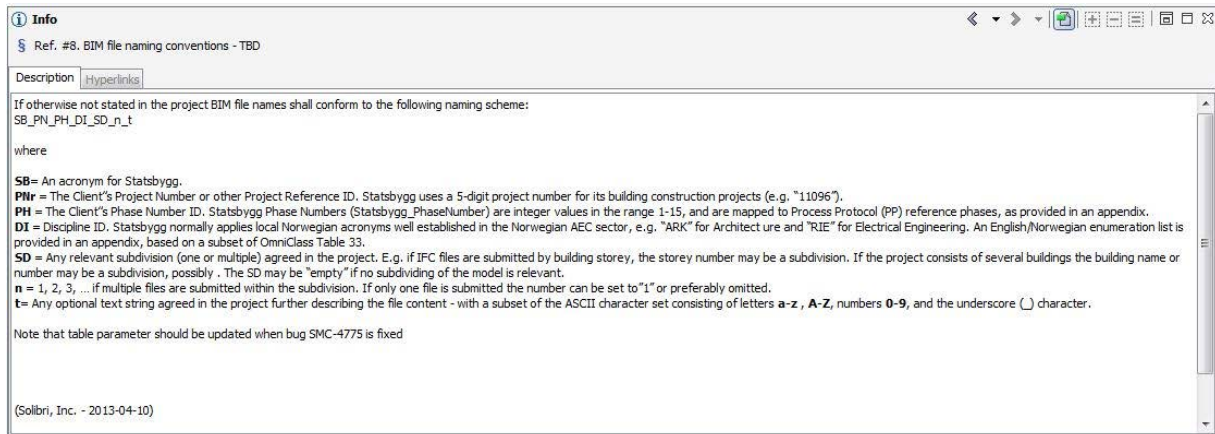 Info
§ Ref. #8. BIM file naming conventions - TBD
Description Hyperlinks
If otherwise not stated in the project BIM file names shall conform to the following naming scheme:
SB_PN_PH_DI_SD_n_t
where
SB= An acronym for Statsbygg.
PNr = The Client"s Project Number or other Project Reference ID. Statsbygg uses a 5-digit project number for its building construction projects (e.g. "11096").
PH = The Client"s Phase Number ID. Statsbygg Phase Numbers (Statsbygg_PhaseNumber) are integer values in the range 1-15, and are mapped to Process Protocol (PP) reference phases, as provided in an appendix.
DI = Discipline ID. Statsbygg normally applies local Norwegian acronyms well established in the Norwegian AEC sector, e.g. "ARK" for Architect ure and "RIE" for Electrical Engineering. An English/Norwegian enumeration list is
provided in an appendix, based on a subset of OmniClass Table 33.
SD = Any relevant subdivision (one or multiple) agreed in the project. E.g. if IFC files are submitted by building storey, the storey number may be a subdivision. If the project consists of several buildings the building name or
number may be a subdivision, possibly . The SD may be "empty" if no subdividing of the model is relevant.
n = 1, 2, 3, ... if multiple files are submitted within the subdivision. If only one file is submitted the number can be set to"1" or preferably omitted.
t= Any optional text string agreed in the project further describing the file content - with a subset of the ASCII character set consisting of letters a-z , A-Z, numbers 0-9, and the underscore (_) character.
Note that table parameter should be updated when bug SMC-4775 is fixed
(Solibri, Inc. - 2013-04-10)